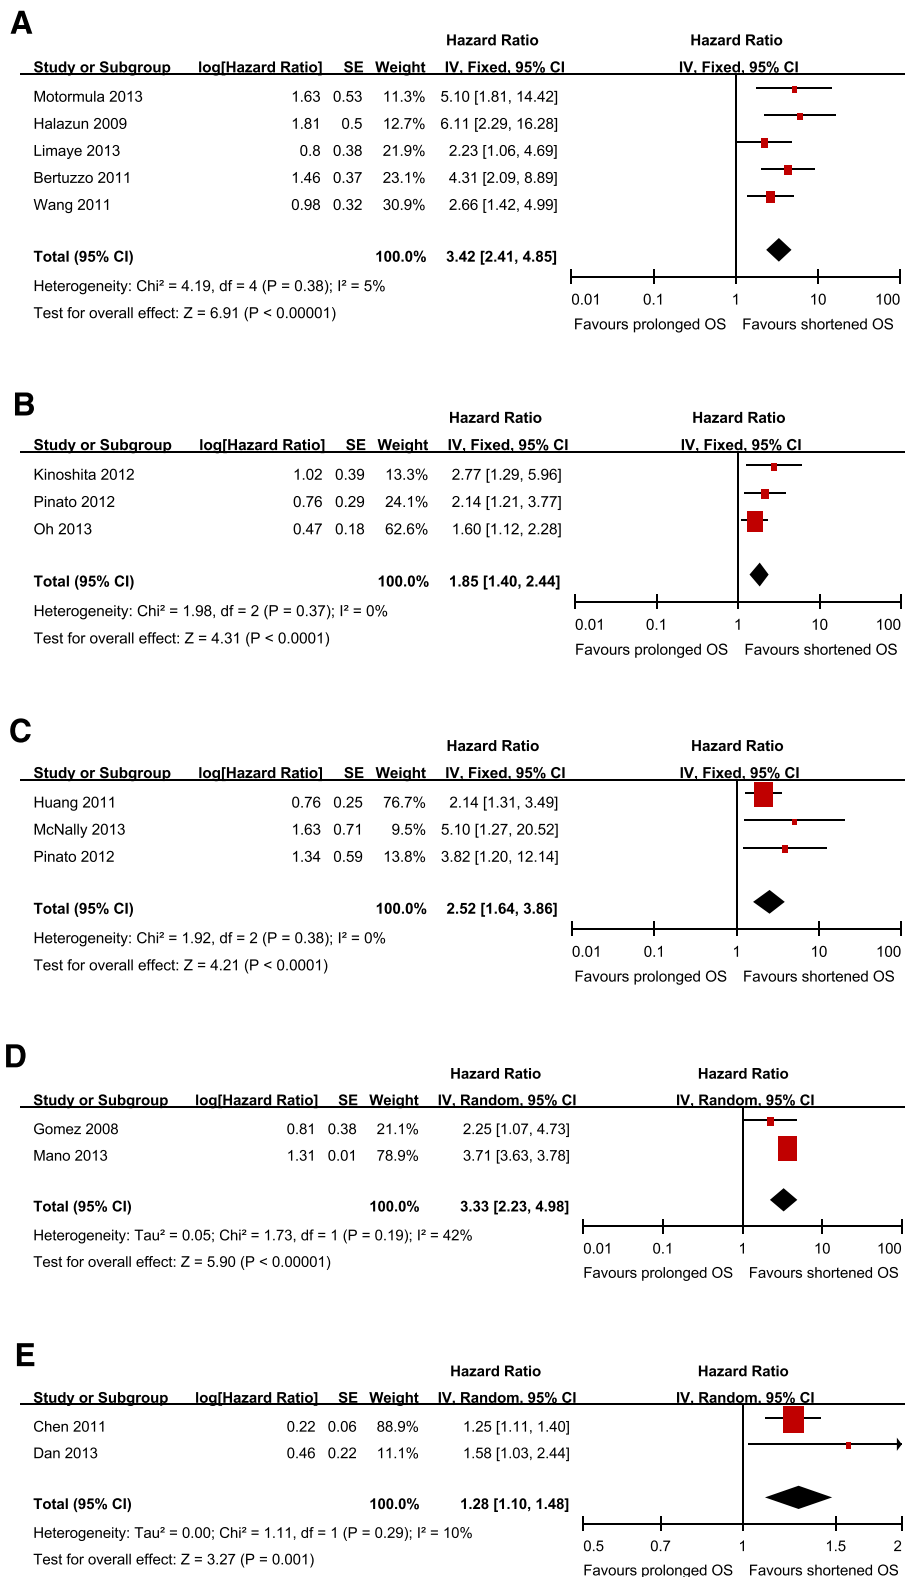 A
Hazard Ratio Hazard Ratio
Study or Subgroup log[Hazard Ratio] SE Weight IV, Fixed, 95% CI IV, Fixed, 95% CI
Motormula 2013 1.63 0.53 11.3% 5.10 [1.81, 14.42]
Halazun 2009 1.81 0.5 12.7% 6.11 [2.29, 16.28]
Limaye 2013 0.8 0.38 21.9% 2.23 [1.06, 4.69]
Bertuzzo 2011 1.46 0.37 23.1% 4.31 [2.09, 8.89]
Wang 2011 0.98 0.32 30.9% 2.66 [1.42, 4.99]
Total (95% CI) 100.0% 3.42 [2.41, 4.85]
Heterogeneity: Chi² = 4.19, df = 4 (P = 0.38); I² = 5%
Test for overall effect: Z = 6.91 (P < 0.00001)
0.01 0.1 1 10 100
Favours prolonged OS Favours shortened OS
B
Hazard Ratio Hazard Ratio
Study or Subgroup log[Hazard Ratio] SE Weight IV, Fixed, 95% CI IV, Fixed, 95% CI
Kinoshita 2012 1.02 0.39 13.3% 2.77 [1.29, 5.96]
Pinato 2012 0.76 0.29 24.1% 2.14 [1.21, 3.77]
Oh 2013 0.47 0.18 62.6% 1.60 [1.12, 2.28]
Total (95% CI) 100.0% 1.85 [1.40, 2.44]
Heterogeneity: Chi² = 1.98, df = 2 (P = 0.37); I² = 0%
Test for overall effect: Z = 4.31 (P < 0.0001)
0.01 0.1 1 10 100
Favours prolonged OS Favours shortened OS
C
Hazard Ratio Hazard Ratio
Study or Subgroup log[Hazard Ratio] SE Weight IV, Fixed, 95% CI IV, Fixed, 95% CI
Huang 2011 0.76 0.25 76.7% 2.14 [1.31, 3.49]
McNally 2013 1.63 0.71 9.5% 5.10 [1.27, 20.52]
Pinato 2012 1.34 0.59 13.8% 3.82 [1.20, 12.14]
Total (95% CI) 100.0% 2.52 [1.64, 3.86]
Heterogeneity: Chi² = 1.92, df = 2 (P = 0.38); I² = 0%
Test for overall effect: Z = 4.21 (P < 0.0001)
0.01 0.1 1 10 100
Favours prolonged OS Favours shortened OS
D
Hazard Ratio Hazard Ratio
Study or Subgroup log[Hazard Ratio] SE Weight IV, Random, 95% CI IV, Random, 95% CI
Gomez 2008 0.81 0.38 21.1% 2.25 [1.07, 4.73]
Mano 2013 1.31 0.01 78.9% 3.71 [3.63, 3.78]
Total (95% CI) 100.0% 3.33 [2.23, 4.98]
Heterogeneity: Tau² = 0.05; Chi² = 1.73, df = 1 (P = 0.19); I² = 42%
Test for overall effect: Z = 5.90 (P < 0.00001)
0.01 0.1 1 10 100
Favours prolonged OS Favours shortened OS
E
Hazard Ratio Hazard Ratio
Study or Subgroup log[Hazard Ratio] SE Weight IV, Random, 95% CI IV, Random, 95% CI
Chen 2011 0.22 0.06 88.9% 1.25 [1.11, 1.40]
Dan 2013 0.46 0.22 11.1% 1.58 [1.03, 2.44]
Total (95% CI) 100.0% 1.28 [1.10, 1.48]
Heterogeneity: Tau² = 0.00; Chi² = 1.11, df = 1 (P = 0.29); I² = 10%
Test for overall effect: Z = 3.27 (P = 0.001)
0.5 0.7 1 1.5 2
Favours prolonged OS Favours shortened OS